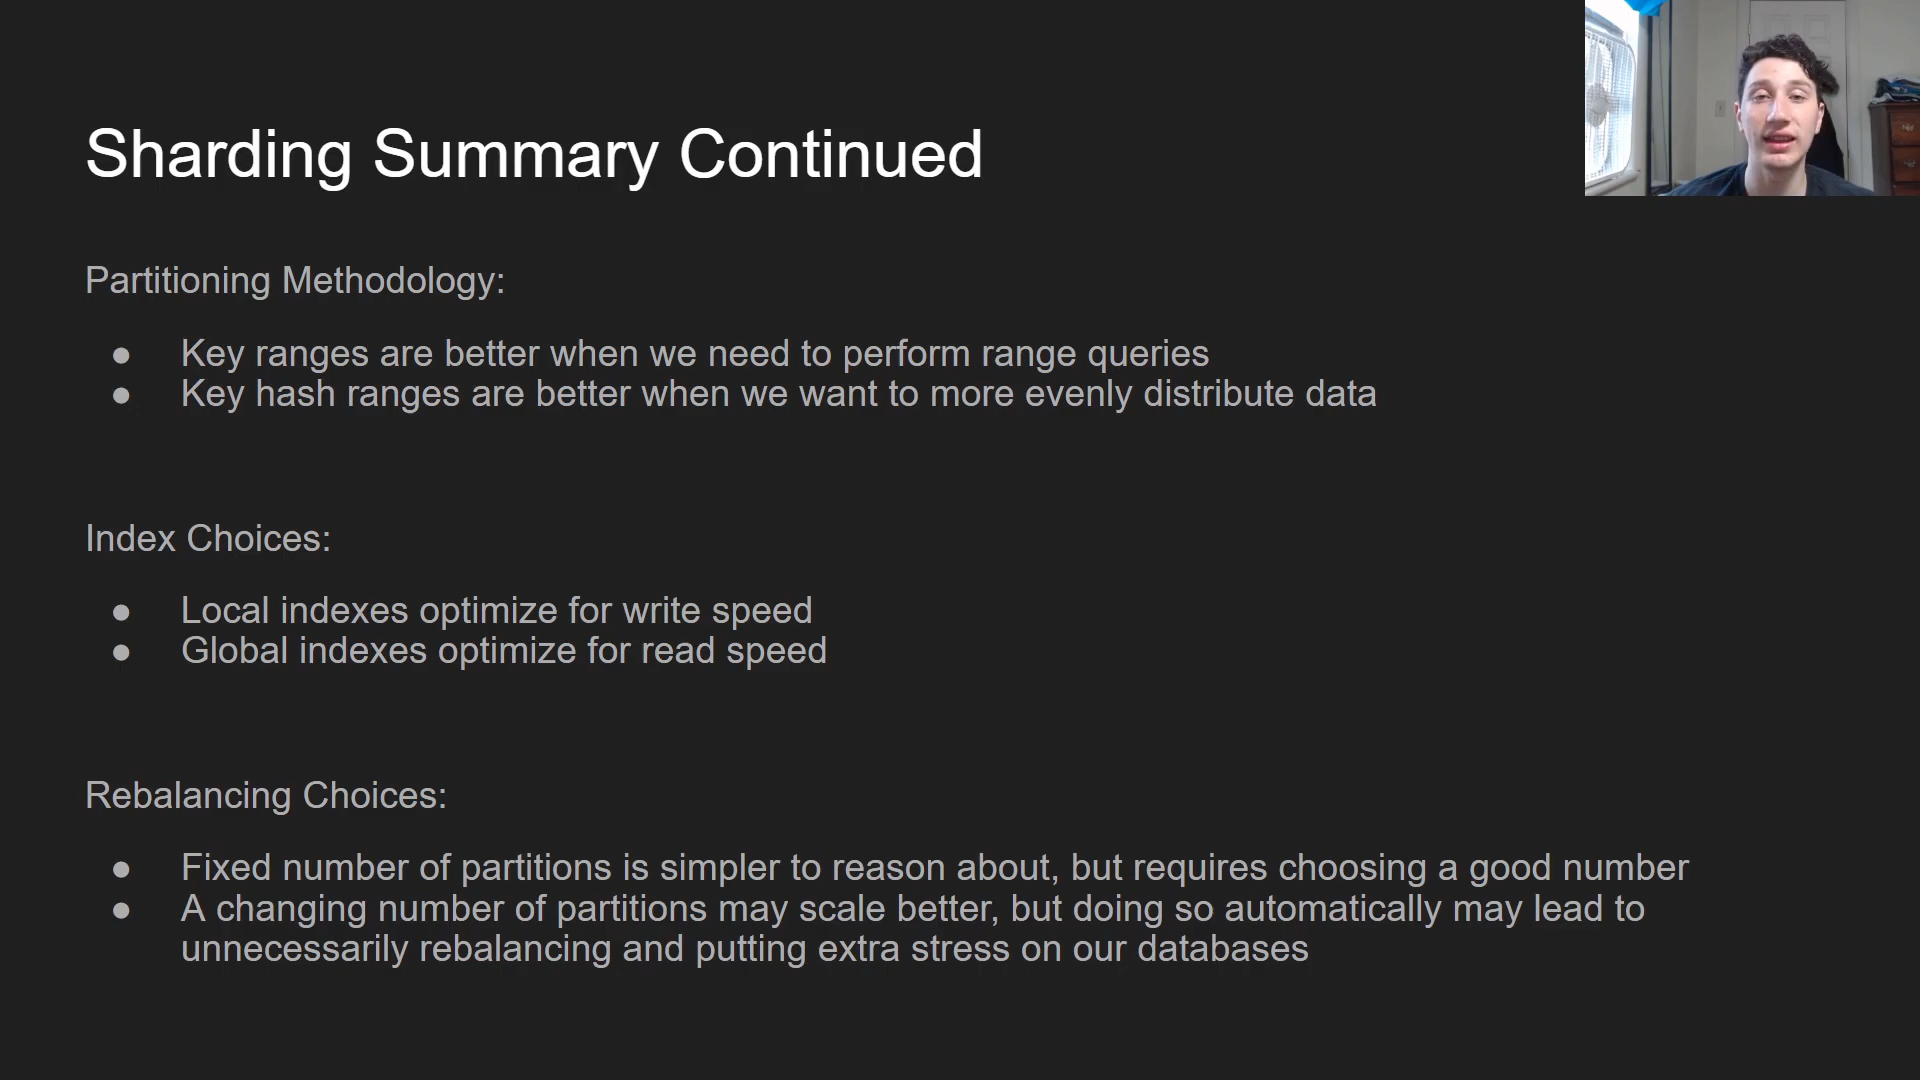 Sharding Summary Continued
Partitioning Methodology:
● Key ranges are better when we need to perform range queries
● Key hash ranges are better when we want to more evenly distribute data
Index Choices:
● Local indexes optimize for write speed
● Global indexes optimize for read speed
Rebalancing Choices:
● Fixed number of partitions is simpler to reason about, but requires choosing a good number
● A changing number of partitions may scale better, but doing so automatically may lead to
unnecessarily rebalancing and putting extra stress on our databases